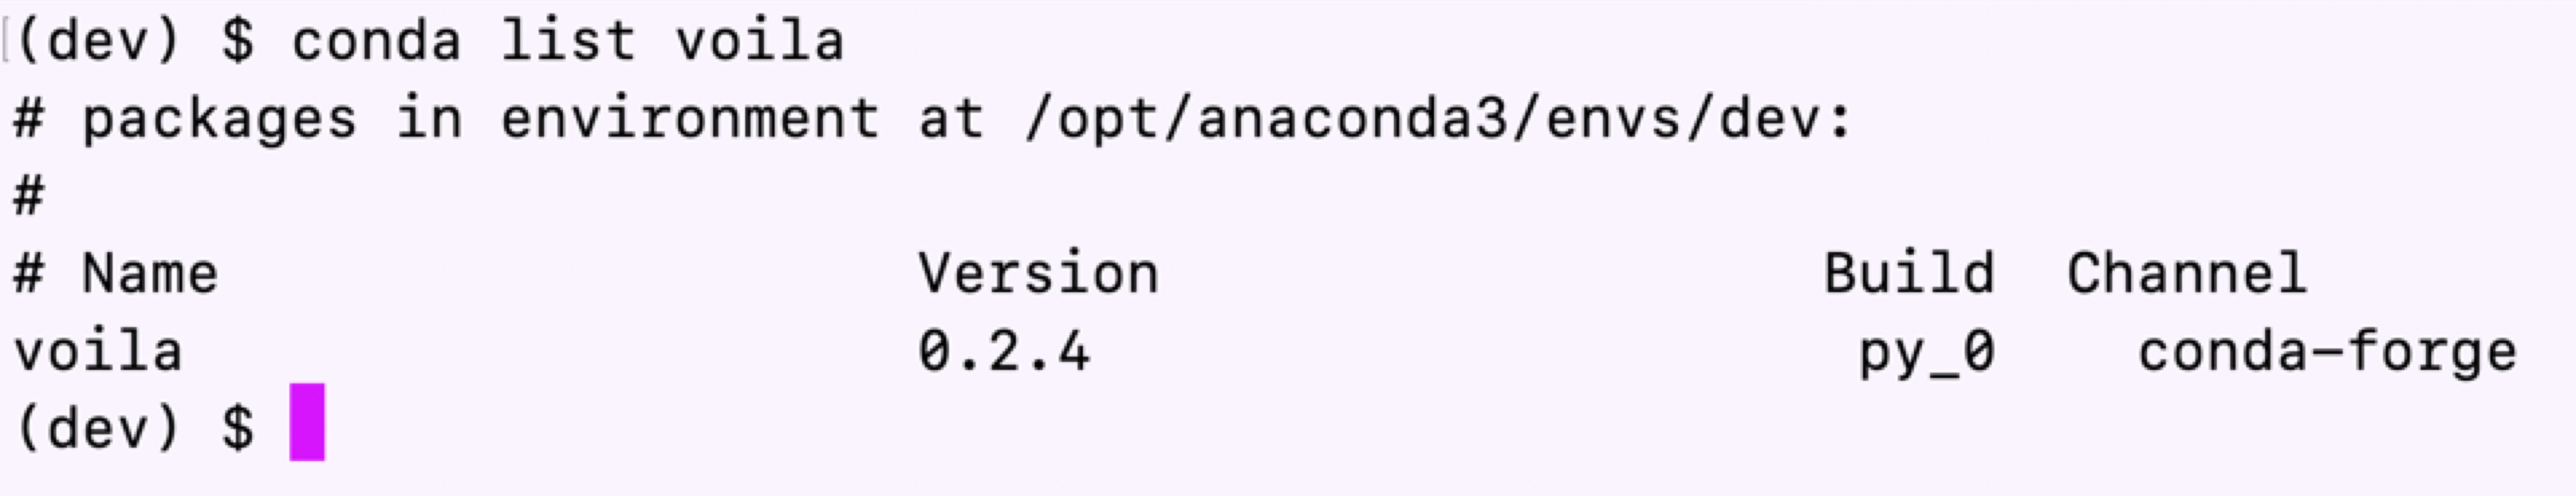 (dev) $ conda list voila
# packages in environment at /opt/anaconda3/envs/dev:
#
# Name Version Build Channel
voila 0.2.4 py_0 conda-forge
(dev) $